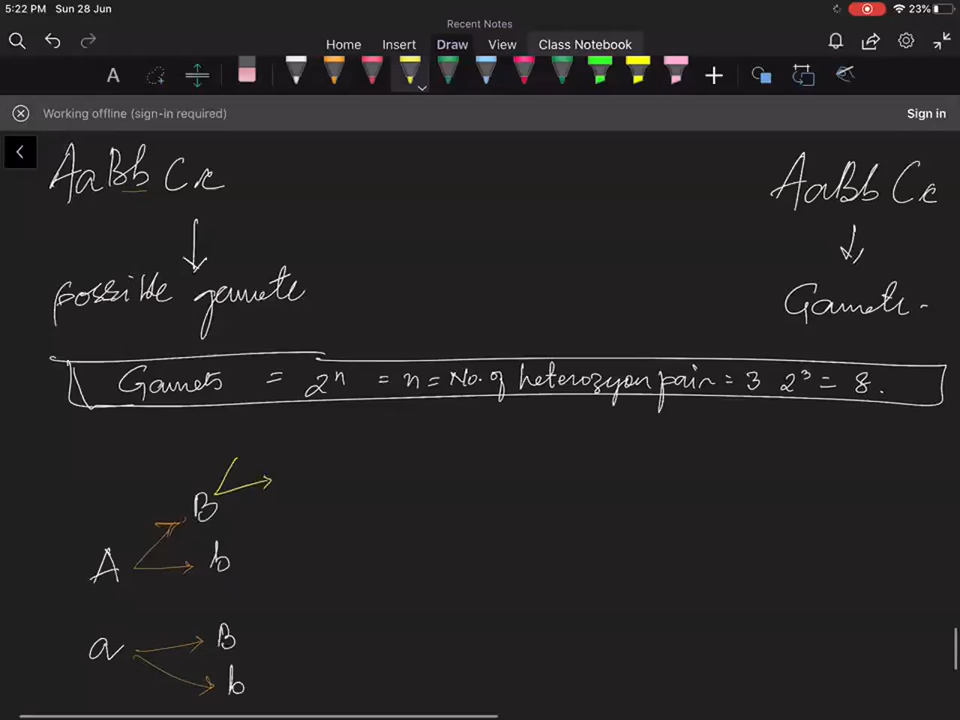 5:22 PM Sun 28 Jun
23%
Recent Notes
Home Insert Draw View Class Notebook
A
Working offline (sign-in required)
Sign in
AaBb Cc
AaBb Cc
possible gamete
Gamete -
Gamets = 2ⁿ = n = No. of heterozygon pair = 3 2³ = 8.
B
A
b
a
B
b